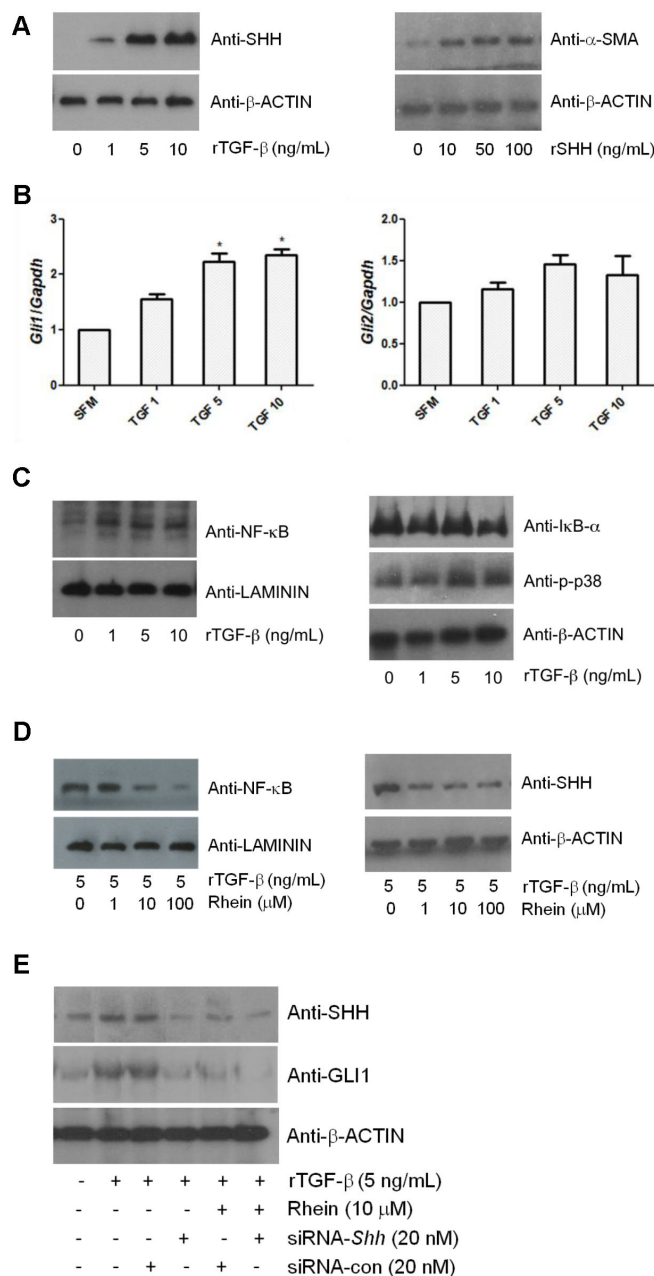 A
Anti-SHH
Anti-β-ACTIN
0 1 5 10 rTGF-β (ng/mL)
Anti-α-SMA
Anti-β-ACTIN
0 10 50 100 rSHH (ng/mL)
B
Gli1/Gapdh
3
2
1
0
* *
SFM TGF 1 TGF 5 TGF 10
Gli2/Gapdh
2.0
1.5
1.0
0.5
0.0
SFM TGF 1 TGF 5 TGF 10
C
Anti-NF-κB
Anti-LAMININ
0 1 5 10 rTGF-β (ng/mL)
Anti-IκB-α
Anti-p-p38
Anti-β-ACTIN
0 1 5 10 rTGF-β (ng/mL)
D
Anti-NF-κB
Anti-LAMININ
5 5 5 5 rTGF-β (ng/mL)
0 1 10 100 Rhein (μM)
Anti-SHH
Anti-β-ACTIN
5 5 5 5 rTGF-β (ng/mL)
0 1 10 100 Rhein (μM)
E
Anti-SHH
Anti-GLI1
Anti-β-ACTIN
- + + + + + rTGF-β (5 ng/mL)
- - - - + + Rhein (10 μM)
- - - + - + siRNA-Shh (20 nM)
- - + - + - siRNA-con (20 nM)